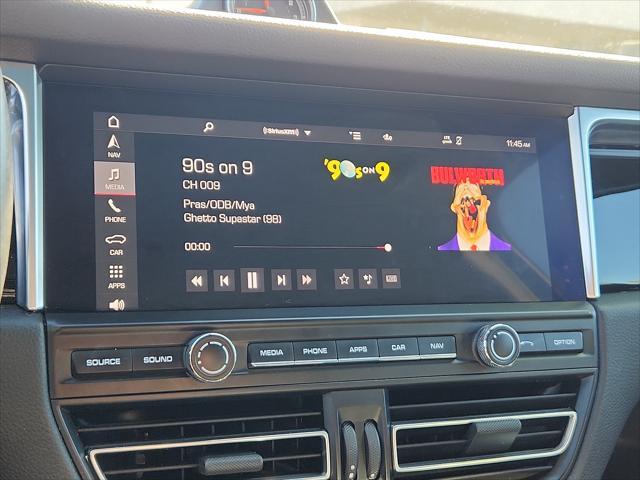 ((SiriusXM))
11:45 AM
NAV
MEDIA
PHONE
CAR
APPS
90s on 9
CH 009
Pras/ODB/Mya
Ghetto Supastar (98)
00:00
'90s ON 9
BULWORTH
SOURCE SOUND MEDIA PHONE APPS CAR NAV OPTION